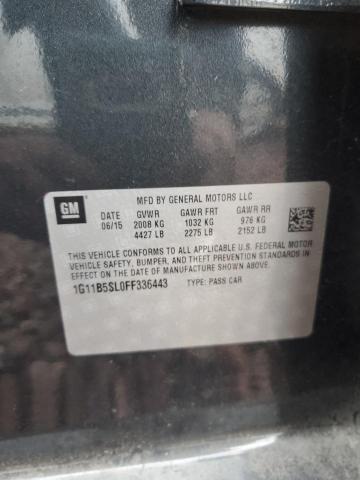 GM
MFD BY GENERAL MOTORS LLC
DATE GVWR GAWR FRT GAWR RR
06/15 2008 KG 1032 KG 976 KG
4427 LB 2275 LB 2152 LB
THIS VEHICLE CONFORMS TO ALL APPLICABLE U.S. FEDERAL MOTOR
VEHICLE SAFETY, BUMPER, AND THEFT PREVENTION STANDARDS IN
EFFECT ON THE DATE OF MANUFACTURE SHOWN ABOVE.
1G11B5SL0FF336443 TYPE: PASS CAR